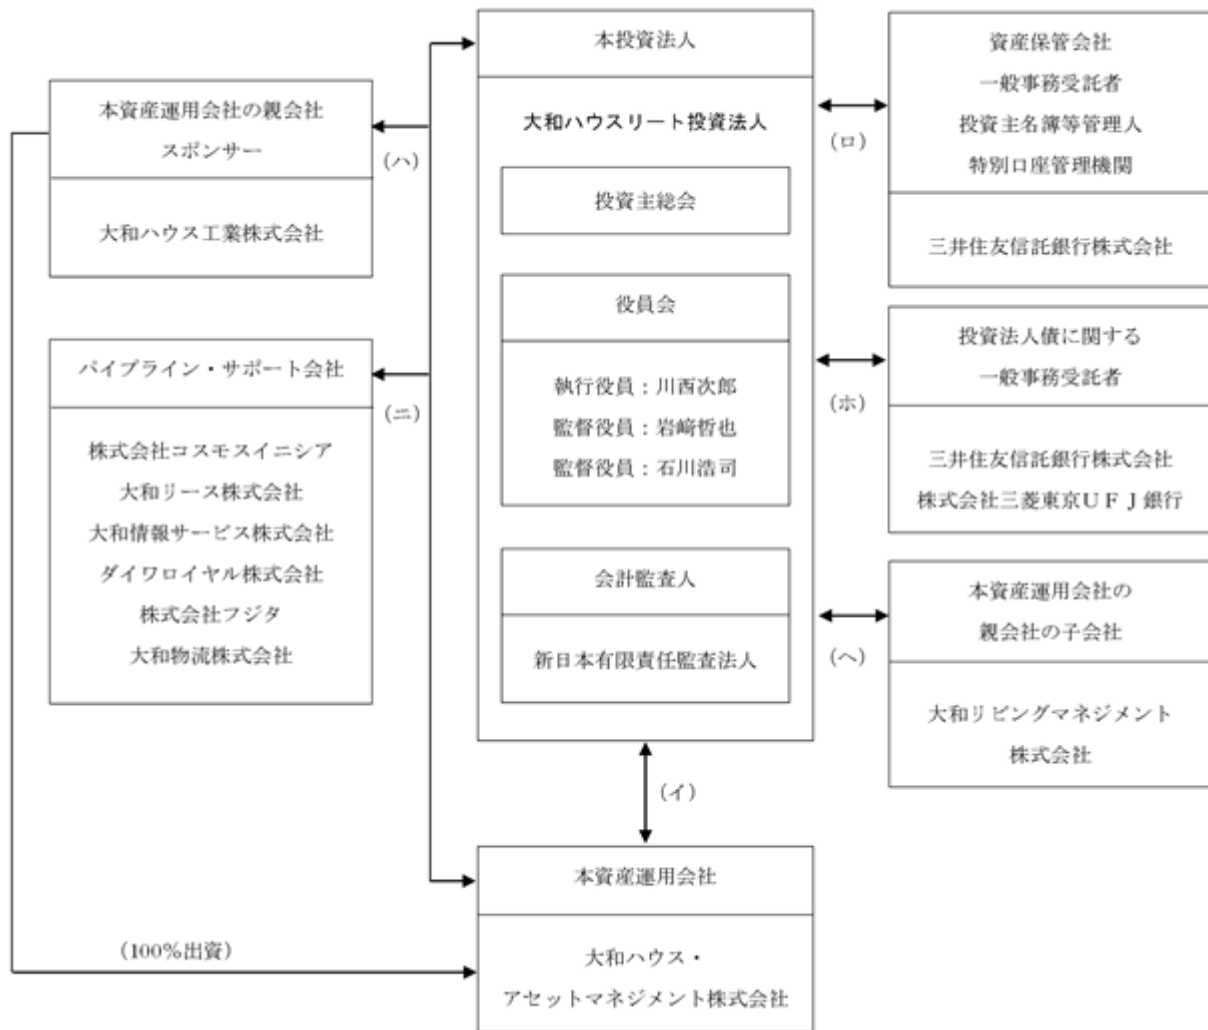 本投資法人
大和ハウスリート投資法人
投資主総会
役員会
執行役員：川西次郎
監督役員：岩﨑哲也
監督役員：石川浩司
会計監査人
新日本有限責任監査法人
本資産運用会社の親会社
スポンサー
大和ハウス工業株式会社
(ハ)
パイプライン・サポート会社
株式会社コスモスイニシア
大和リース株式会社
大和情報サービス株式会社
ダイワロイヤル株式会社
株式会社フジタ
大和物流株式会社
(ニ)
資産保管会社
一般事務受託者
投資主名簿等管理人
特別口座管理機関
三井住友信託銀行株式会社
(ロ)
投資法人債に関する
一般事務受託者
三井住友信託銀行株式会社
株式会社三菱東京ＵＦＪ銀行
(ホ)
本資産運用会社の
親会社の子会社
大和リビングマネジメント
株式会社
(ヘ)
(イ)
本資産運用会社
大和ハウス・
アセットマネジメント株式会社
(100%出資)